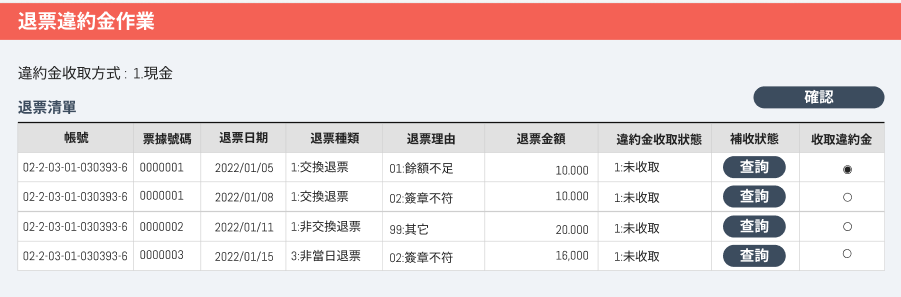 退票違約金作業
違約金收取方式 : 1.現金
退票清單
確認
帳號 票據號碼 退票日期 退票種類 退票理由 退票金額 違約金收取狀態 補收狀態 收取違約金
02-2-03-01-030393-6 0000001 2022/01/05 1:交換退票 01:餘額不足 10.000 1:未收取 查詢
02-2-03-01-030393-6 0000001 2022/01/08 1:交換退票 02:簽章不符 10.000 1:未收取 查詢
02-2-03-01-030393-6 0000002 2022/01/11 1:非交換退票 99:其它 20.000 1:未收取 查詢
02-2-03-01-030393-6 0000003 2022/01/15 3:非當日退票 02:簽章不符 16,000 1:未收取 查詢